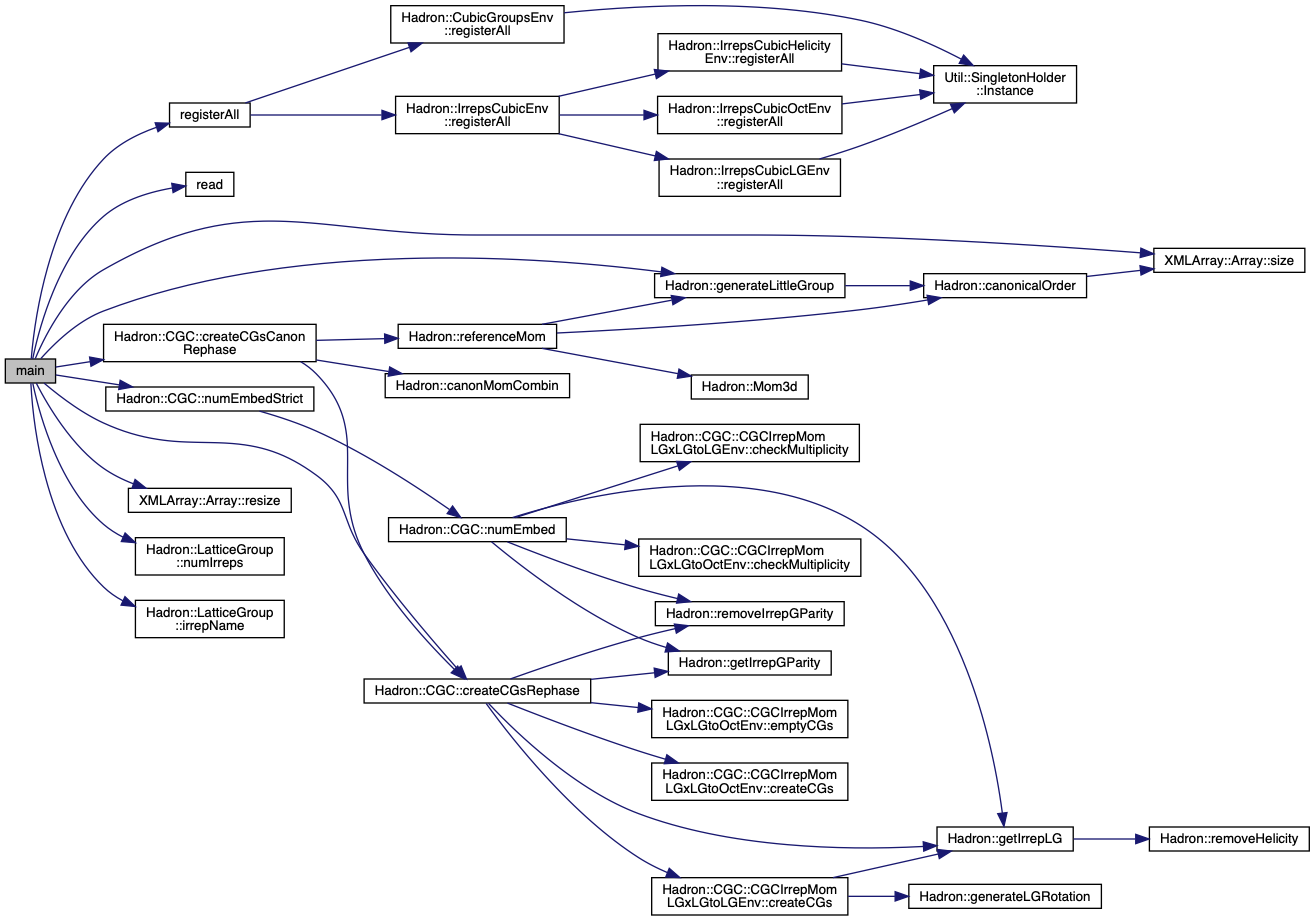 Hadron::CubicGroupsEnv
::registerAll
Hadron::IrrepsCubicHelicity
Env::registerAll
Util::SingletonHolder
::Instance
registerAll
Hadron::IrrepsCubicEnv
::registerAll
Hadron::IrrepsCubicOctEnv
::registerAll
Hadron::IrrepsCubicLGEnv
::registerAll
read
XMLArray::Array::size
Hadron::generateLittleGroup
Hadron::canonicalOrder
Hadron::CGC::createCGsCanon
Rephase
Hadron::referenceMom
main
Hadron::canonMomCombin
Hadron::Mom3d
Hadron::CGC::numEmbedStrict
Hadron::CGC::CGCIrrepMom
LGxLGtoLGEnv::checkMultiplicity
XMLArray::Array::resize
Hadron::CGC::numEmbed
Hadron::LatticeGroup
::numIrreps
Hadron::CGC::CGCIrrepMom
LGxLGtoOctEnv::checkMultiplicity
Hadron::LatticeGroup
::irrepName
Hadron::removeIrrepGParity
Hadron::getIrrepGParity
Hadron::CGC::createCGsRephase
Hadron::CGC::CGCIrrepMom
LGxLGtoOctEnv::emptyCGs
Hadron::CGC::CGCIrrepMom
LGxLGtoOctEnv::createCGs
Hadron::getIrrepLG
Hadron::removeHelicity
Hadron::CGC::CGCIrrepMom
LGxLGtoLGEnv::createCGs
Hadron::generateLGRotation